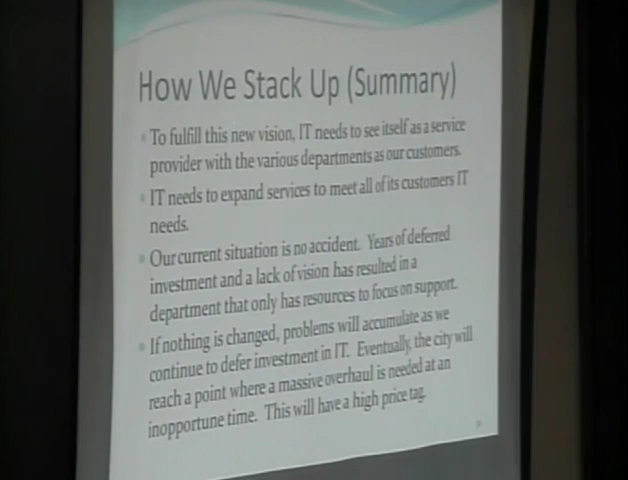 How We Stack Up (Summary)
To fulfill this new vision, IT needs to see itself as a service
provider with the various departments as our customers.
IT needs to expand services to meet all of its customers IT
needs.
Our current situation is no accident. Years of deferred
investment and a lack of vision has resulted in a
department that only has resources to focus on support.
If nothing is changed, problems will accumulate as we
continue to defer investment in IT. Eventually, the city will
reach a point where a massive overhaul is needed at an
inopportune time. This will have a high price tag.